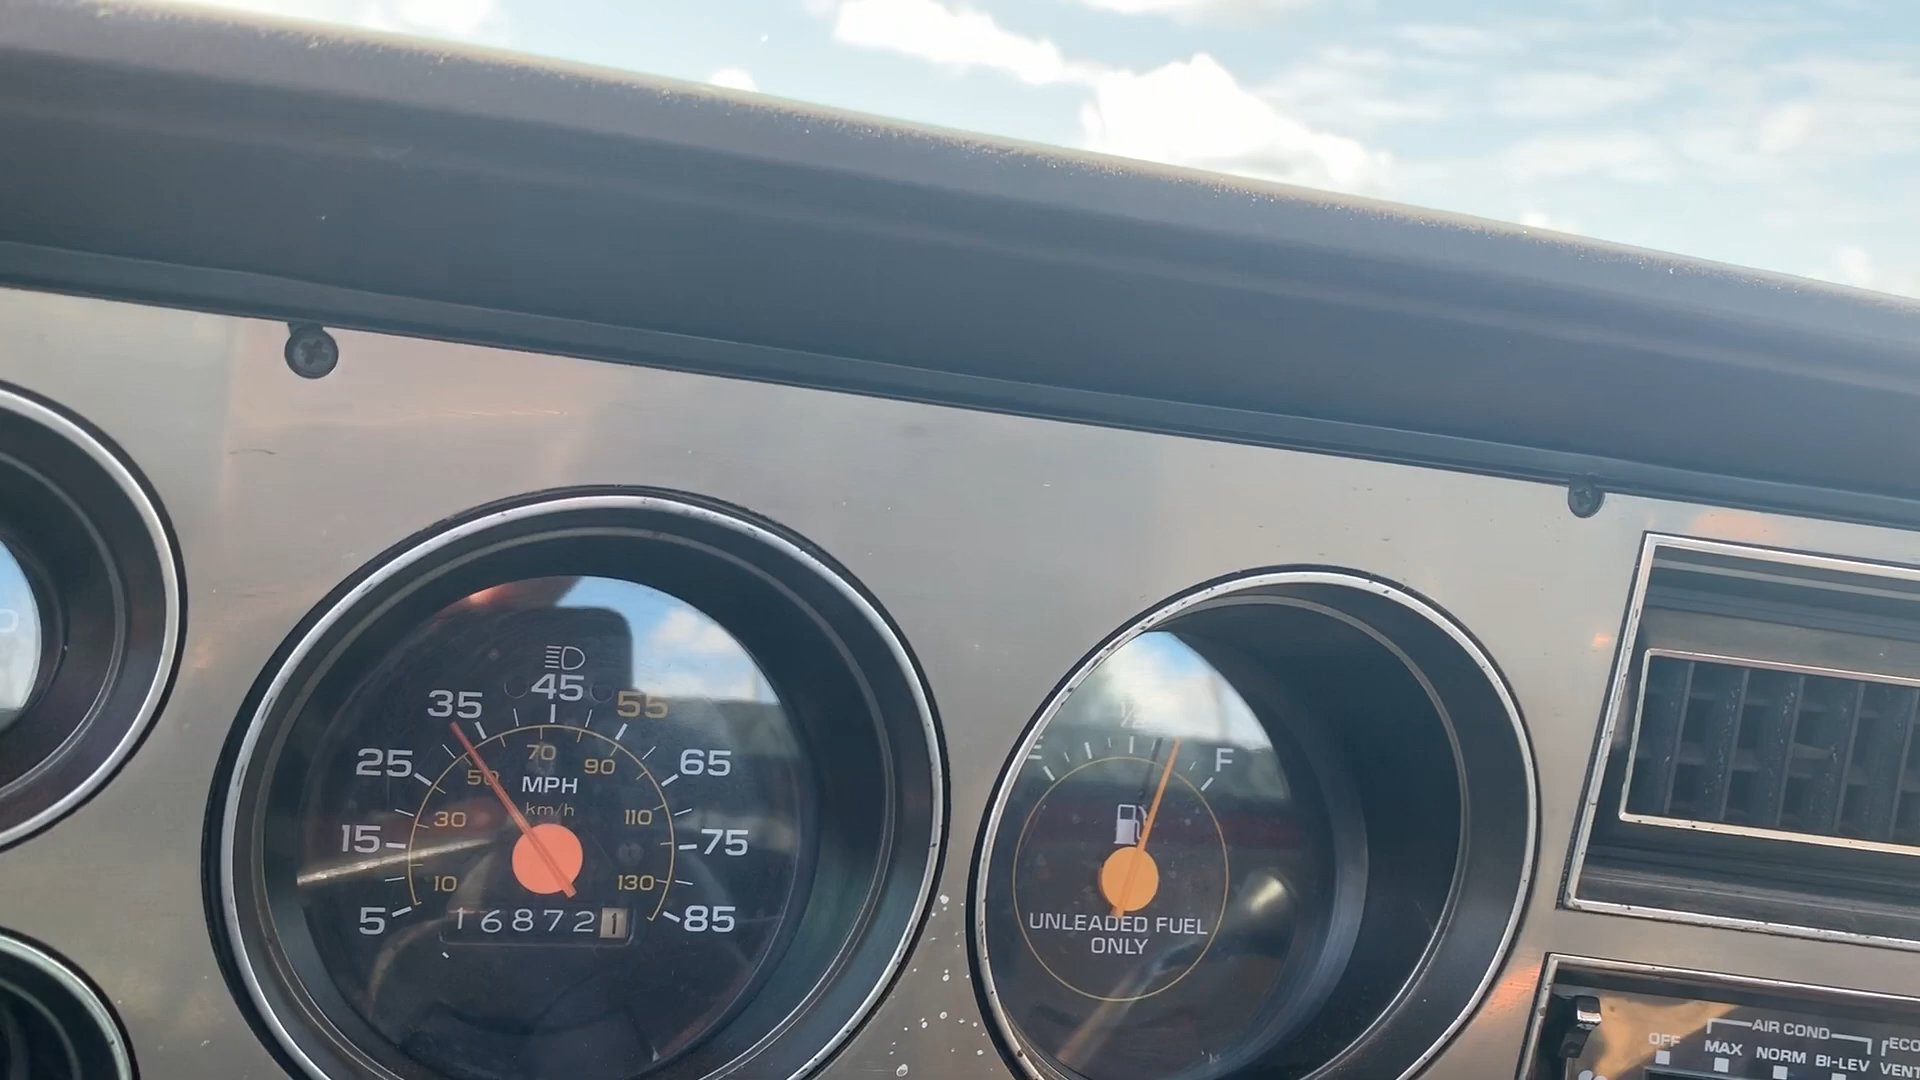 35
45
55
25
65
15
75
5
85
50
70
90
30
110
10
130
MPH
km/h
168721
E
1/2
F
UNLEADED FUEL
ONLY
OFF
AIR COND
MAX
NORM
BI-LEV
VENT